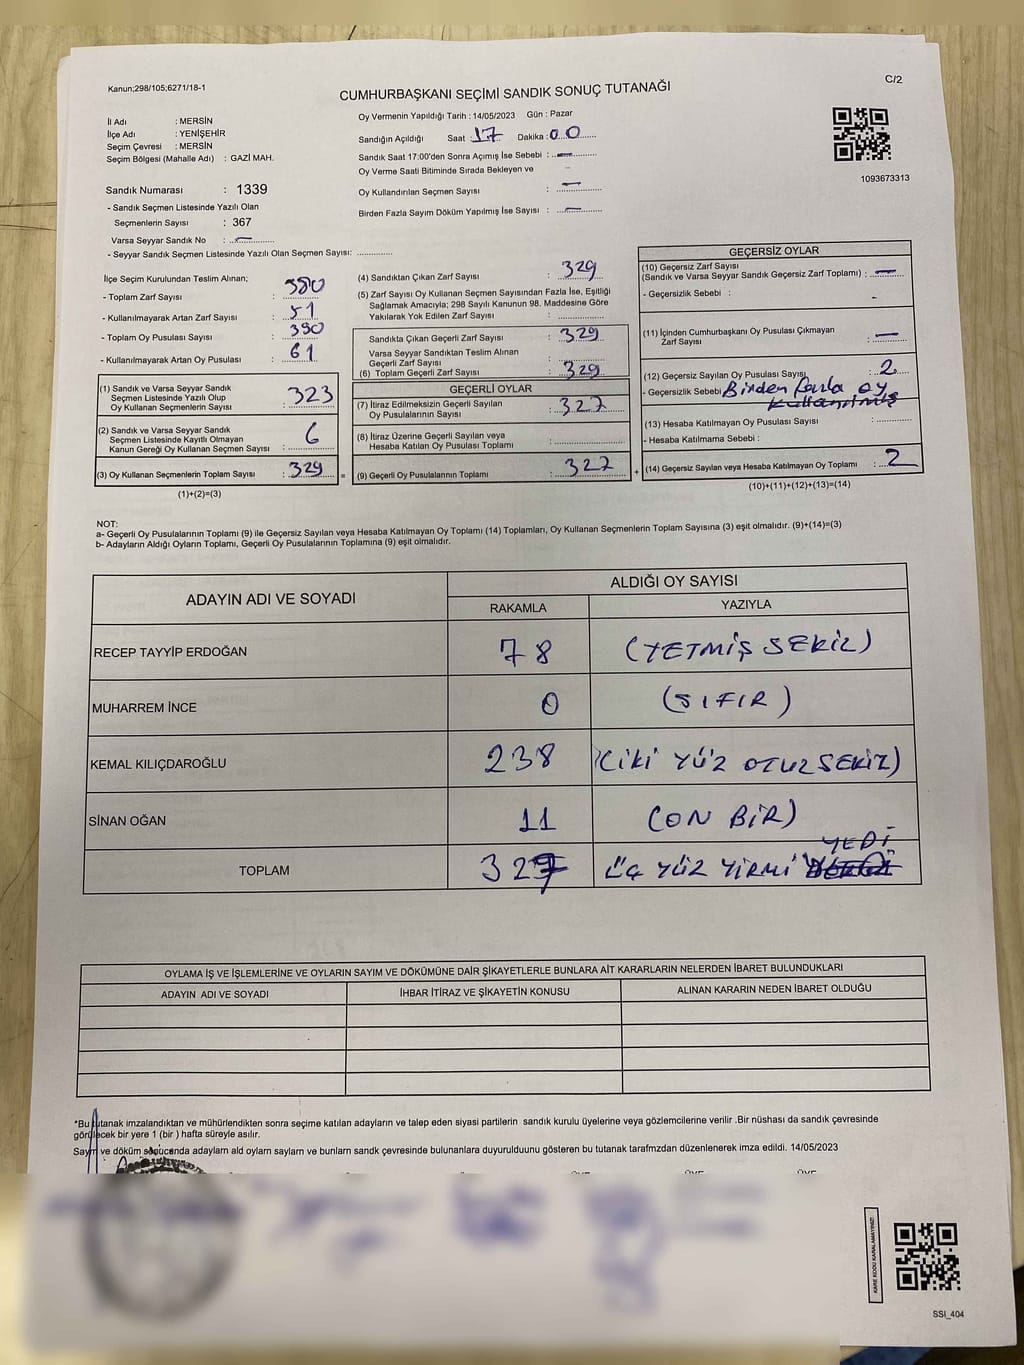 Kanun;298/105;6271/18-1
C/2
CUMHURBAŞKANI SEÇİMİ SANDIK SONUÇ TUTANAĞI
İl Adı : MERSİN
İlçe Adı : YENİŞEHİR
Seçim Çevresi : MERSİN
Seçim Bölgesi (Mahalle Adı) : GAZİ MAH.
Sandık Numarası : 1339
- Sandık Seçmen Listesinde Yazılı Olan
Seçmenlerin Sayısı : 367
Varsa Seyyar Sandık No : —
- Seyyar Sandık Seçmen Listesinde Yazılı Olan Seçmen Sayısı: ..............
Oy Vermenin Yapıldığı Tarih : 14/05/2023 Gün : Pazar
Sandığın Açıldığı Saat : 17 Dakika : 00
Sandık Saat 17:00'den Sonra Açımış İse Sebebi : —
Oy Verme Saati Bitiminde Sırada Bekleyen ve
Oy Kullandırılan Seçmen Sayısı : —
Birden Fazla Sayım Döküm Yapılmış İse Sayısı : —
1093673313
İlçe Seçim Kurulundan Teslim Alınan;
- Toplam Zarf Sayısı : 380
- Kullanılmayarak Artan Zarf Sayısı : 51
- Toplam Oy Pusulası Sayısı : 390
- Kullanılmayarak Artan Oy Pusulası : 61
(1) Sandık ve Varsa Seyyar Sandık
Seçmen Listesinde Yazılı Olup
Oy Kullanan Seçmenlerin Sayısı : 323
(2) Sandık ve Varsa Seyyar Sandık
Seçmen Listesinde Kayıtlı Olmayan
Kanun Gereği Oy Kullanan Seçmen Sayısı : 6
(3) Oy Kullanan Seçmenlerin Toplam Sayısı : 329 =
(1)+(2)=(3)
(4) Sandıktan Çıkan Zarf Sayısı : 329
(5) Zarf Sayısı Oy Kullanan Seçmen Sayısından Fazla İse, Eşitliği
Sağlamak Amacıyla; 298 Sayılı Kanunun 98. Maddesine Göre
Yakılarak Yok Edilen Zarf Sayısı : ..............
Sandıkta Çıkan Geçerli Zarf Sayısı : 329
Varsa Seyyar Sandıktan Teslim Alınan
Geçerli Zarf Sayısı : ..............
(6) Toplam Geçerli Zarf Sayısı : 329
GEÇERLİ OYLAR
(7) İtiraz Edilmeksizin Geçerli Sayılan
Oy Pusulalarının Sayısı : 327
(8) İtiraz Üzerine Geçerli Sayılan veya
Hesaba Katılan Oy Pusulası Toplamı : ..............
(9) Geçerli Oy Pusulalarının Toplamı : 327 +
GEÇERSİZ OYLAR
(10) Geçersiz Zarf Sayısı
(Sandık ve Varsa Seyyar Sandık Geçersiz Zarf Toplamı) : —
- Geçersizlik Sebebi : -
(11) İçinden Cumhurbaşkanı Oy Pusulası Çıkmayan
Zarf Sayısı : —
(12) Geçersiz Sayılan Oy Pusulası Sayısı : 2
- Geçersizlik Sebebi Birden fazla oy
kullanılmış
(13) Hesaba Katılmayan Oy Pusulası Sayısı : ..............
- Hesaba Katılmama Sebebi :
(14) Geçersiz Sayılan veya Hesaba Katılmayan Oy Toplamı : 2
(10)+(11)+(12)+(13)=(14)
NOT:
a- Geçerli Oy Pusulalarının Toplamı (9) ile Geçersiz Sayılan veya Hesaba Katılmayan Oy Toplamı (14) Toplamları, Oy Kullanan Seçmenlerin Toplam Sayısına (3) eşit olmalıdır. (9)+(14)=(3)
b- Adayların Aldığı Oyların Toplamı, Geçerli Oy Pusulalarının Toplamına (9) eşit olmalıdır.
ADAYIN ADI VE SOYADI ALDIĞI OY SAYISI
RAKAMLA YAZIYLA
RECEP TAYYİP ERDOĞAN 78 (YETMİŞ SEKİZ)
MUHARREM İNCE 0 (SIFIR)
KEMAL KILIÇDAROĞLU 238 (İKİ YÜZ OTUZ SEKİZ)
SİNAN OĞAN 11 (ON BİR)
TOPLAM 327 ÜÇ YÜZ YİRMİ YEDİ
OYLAMA İŞ VE İŞLEMLERİNE VE OYLARIN SAYIM VE DÖKÜMÜNE DAİR ŞİKAYETLERLE BUNLARA AİT KARARLARIN NELERDEN İBARET BULUNDUKLARI
ADAYIN ADI VE SOYADI İHBAR İTİRAZ VE ŞİKAYETİN KONUSU ALINAN KARARIN NEDEN İBARET OLDUĞU
*Bu tutanak imzalandıktan ve mühürlendikten sonra seçime katılan adayların ve talep eden siyasi partilerin sandık kurulu üyelerine veya gözlemcilerine verilir .Bir nüshası da sandık çevresinde
görülecek bir yere 1 (bir ) hafta süreyle asılır.
Sayım ve döküm sonucunda adayların ald oyların sayların ve bunların sandk çevresinde bulunanlara duyurulduunu gösteren bu tutanak tarafmzdan düzenlenerek imza edildi. 14/05/2023
KARE KODU KARALAMAYINIZ!
SSİ_404